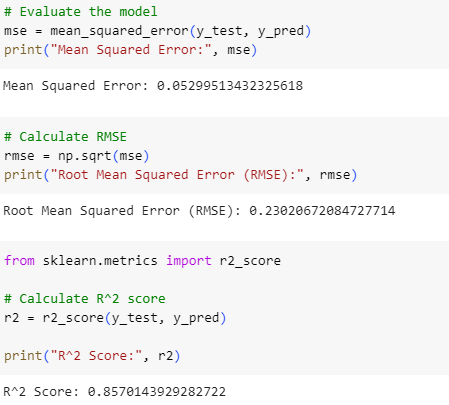 # Evaluate the model
mse = mean_squared_error(y_test, y_pred)
print("Mean Squared Error:", mse)
Mean Squared Error: 0.05299513432325618
# Calculate RMSE
rmse = np.sqrt(mse)
print("Root Mean Squared Error (RMSE):", rmse)
Root Mean Squared Error (RMSE): 0.23020672084727714
from sklearn.metrics import r2_score
# Calculate R^2 score
r2 = r2_score(y_test, y_pred)
print("R^2 Score:", r2)
R^2 Score: 0.8570143929282722